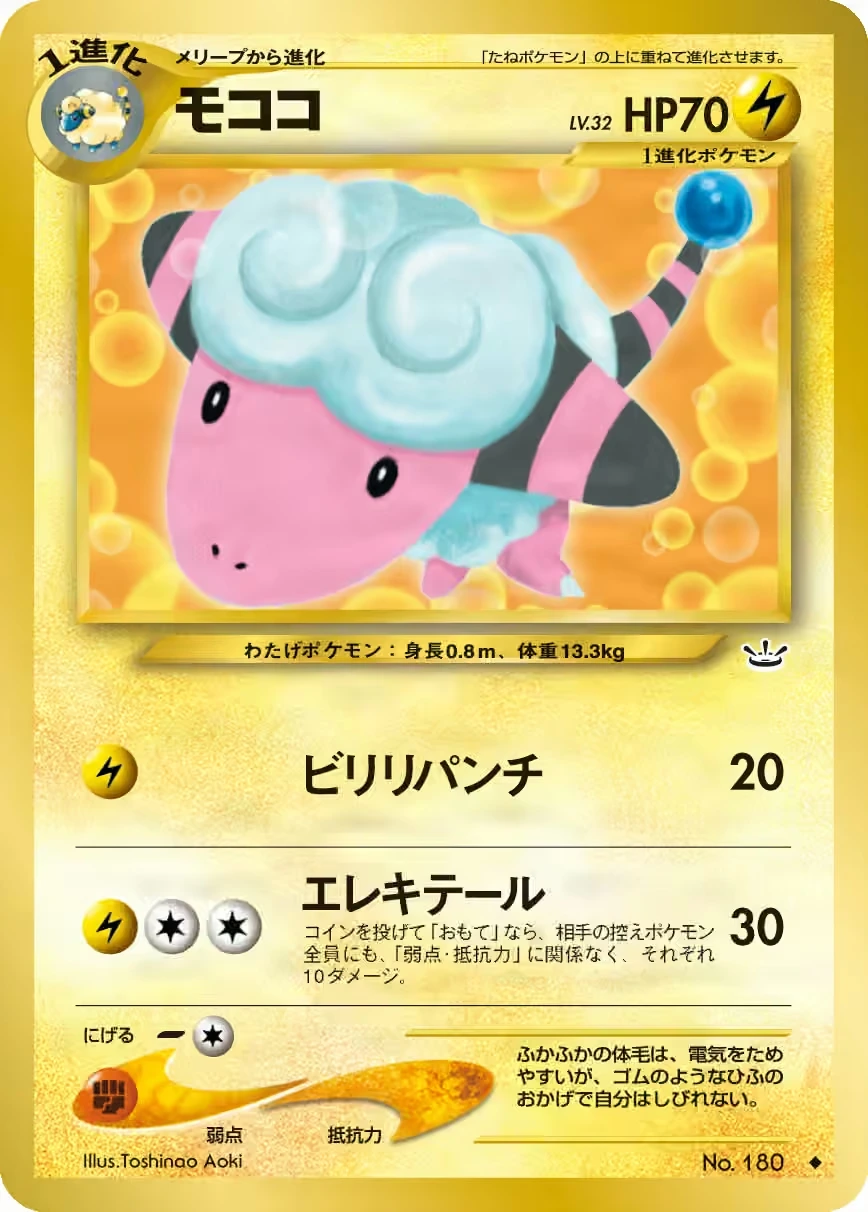 1進化
メリープから進化
「たねポケモン」の上に重ねて進化させます。
モココ
LV.32 HP70
1進化ポケモン
わたげポケモン：身長0.8m、体重13.3kg
ビリリパンチ 20
エレキテール 30
コインを投げて「おもて」なら、相手の控えポケモン
全員にも、「弱点・抵抗力」に関係なく、それぞれ
10ダメージ。
にげる
弱点 抵抗力
ふかふかの体毛は、電気をため
やすいが、ゴムのようなひふの
おかげで自分はしびれない。
Illus.Toshinao Aoki
No. 180